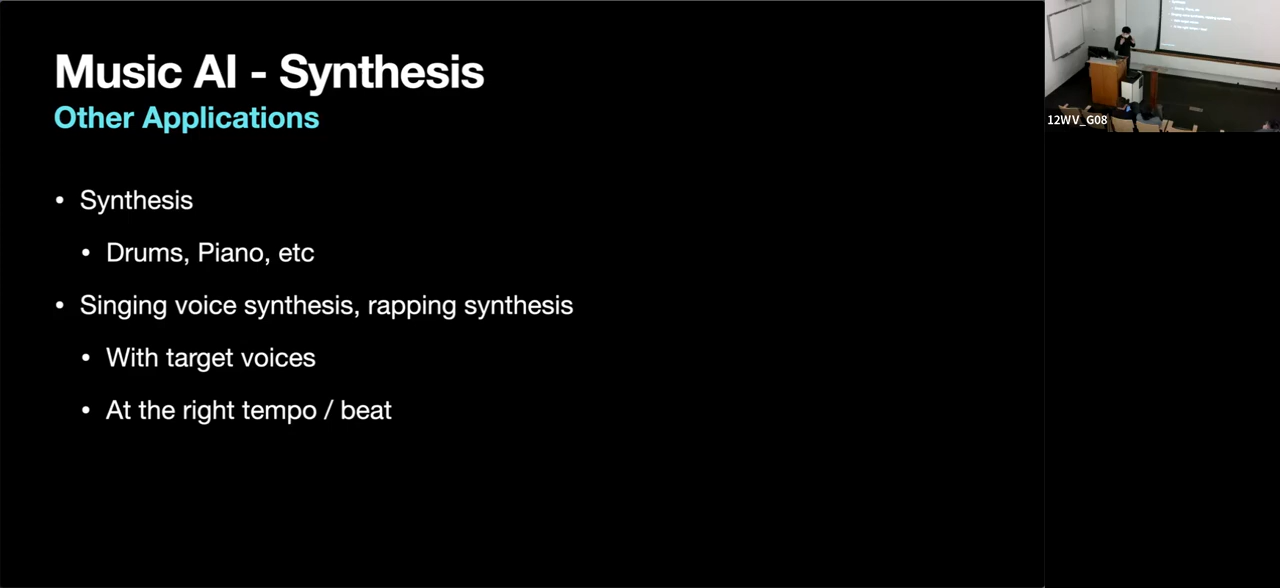 Music AI - Synthesis
Other Applications
• Synthesis
• Drums, Piano, etc
• Singing voice synthesis, rapping synthesis
• With target voices
• At the right tempo / beat
12WV_G08